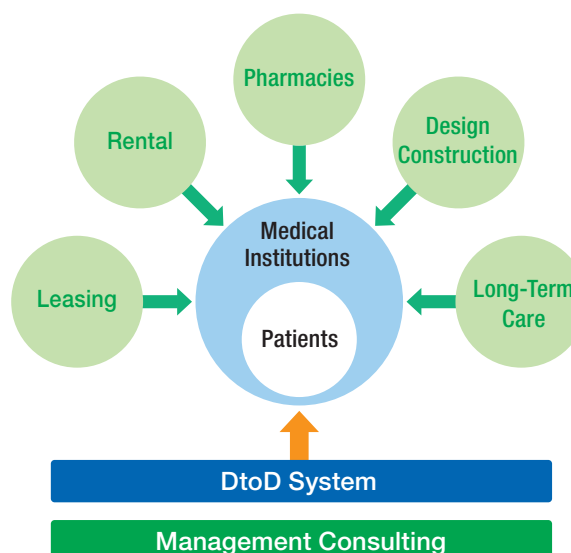 Pharmacies
Rental
Design
Construction
Medical
Institutions
Leasing
Long-Term
Care
Patients
DtoD System
Management Consulting